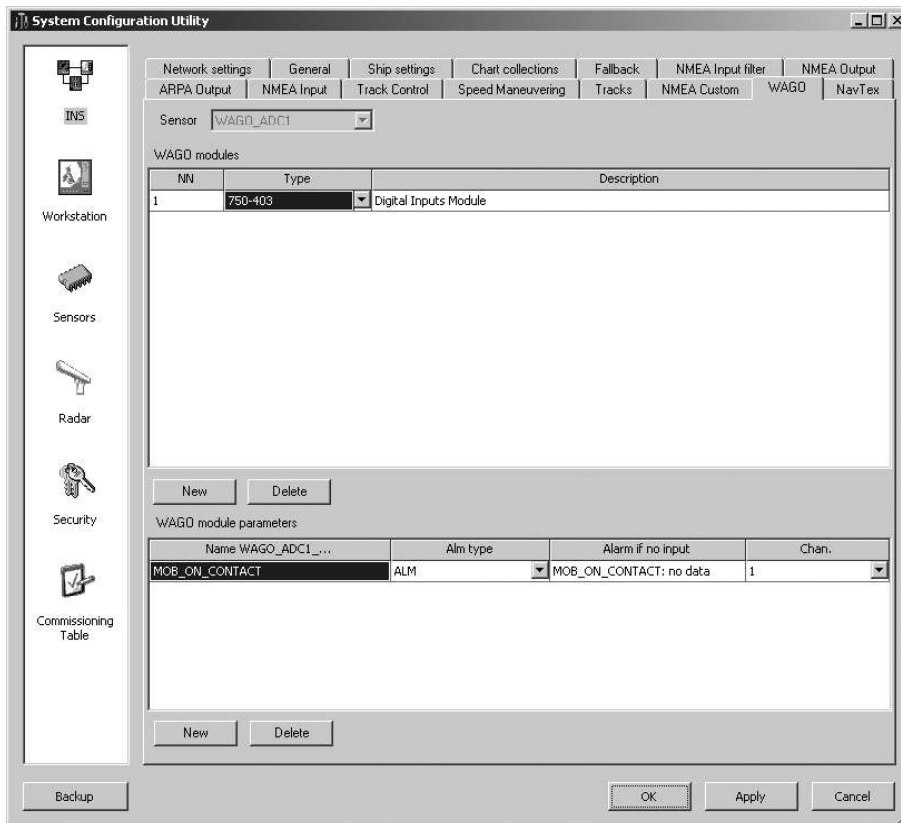 System Configuration Utility
INS
Workstation
Sensors
Radar
Security
Commissioning
Table
Network settings General Ship settings Chart collections Fallback NMEA Input filter NMEA Output
ARPA Output NMEA Input Track Control Speed Maneuvering Tracks NMEA Custom WAGO NavTex
Sensor WAGO_ADC1
WAGO modules
NN Type Description
1 750-403 Digital Inputs Module
New Delete
WAGO module parameters
Name WAGO_ADC1_... Alm type Alarm if no input Chan.
MOB_ON_CONTACT ALM MOB_ON_CONTACT: no data 1
New Delete
Backup OK Apply Cancel